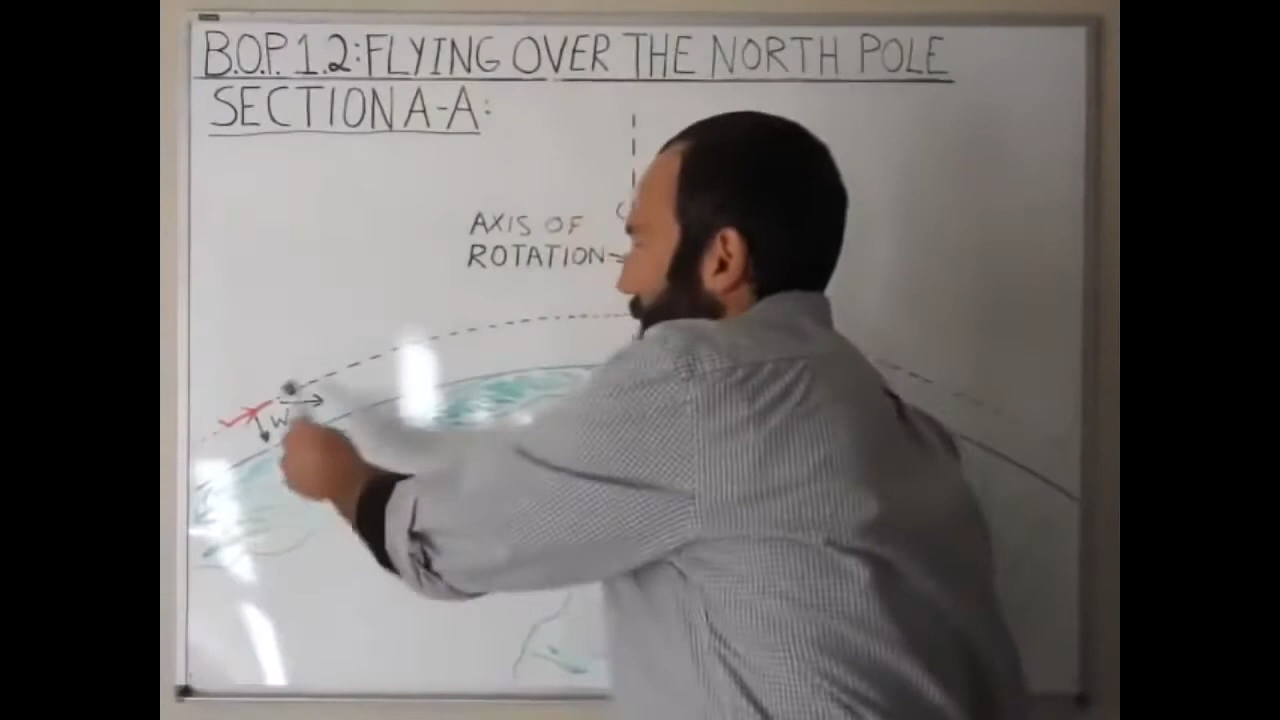 B.O.P. 1.2: FLYING OVER THE NORTH POLE
SECTION A-A:
AXIS OF
ROTATION
W